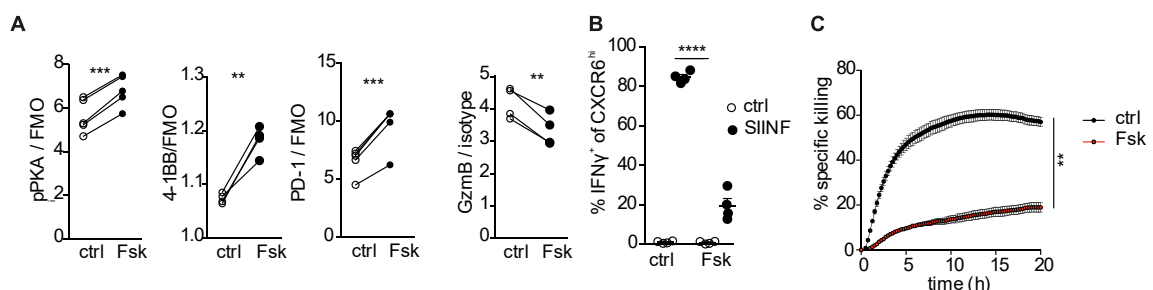 A
pPKA / FMO
8
6
4
2
0
***
ctrl Fsk
4-1BB/FMO
1.3
1.2
1.1
1.0
**
ctrl Fsk
PD-1 / FMO
15
10
5
0
***
ctrl Fsk
GzmB / isotype
5
4
3
2
1
0
**
ctrl Fsk
B
% IFNγ⁺ of CXCR6ʰⁱ
100
80
60
40
20
0
****
ctrl
SIINF
ctrl Fsk
C
% specific killing
80
60
40
20
0
0 5 10 15 20
time (h)
ctrl
Fsk
**